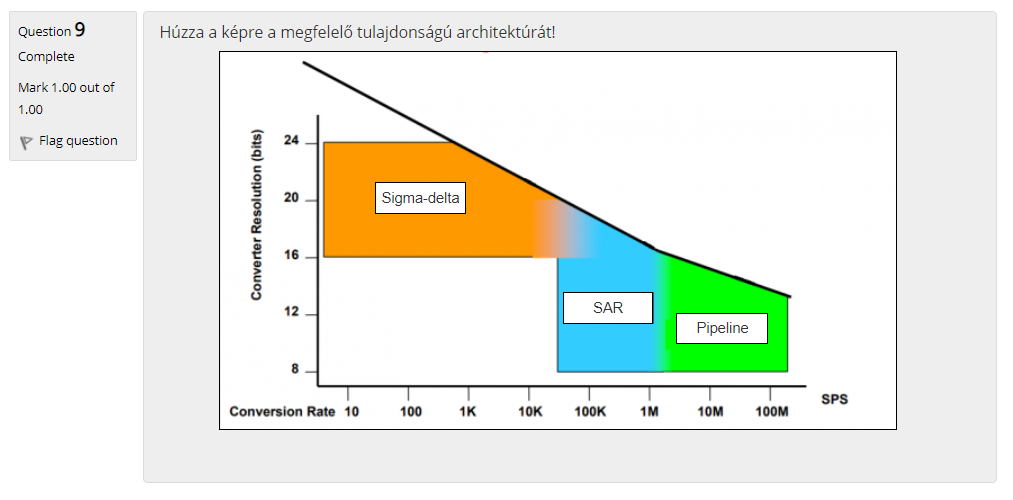 Question 9
Complete
Mark 1.00 out of
1.00
Flag question
Húzza a képre a megfelelő tulajdonságú architektúrát!
Converter Resolution (bits)
24
20
16
12
8
Sigma-delta
SAR
Pipeline
Conversion Rate 10 100 1K 10K 100K 1M 10M 100M SPS